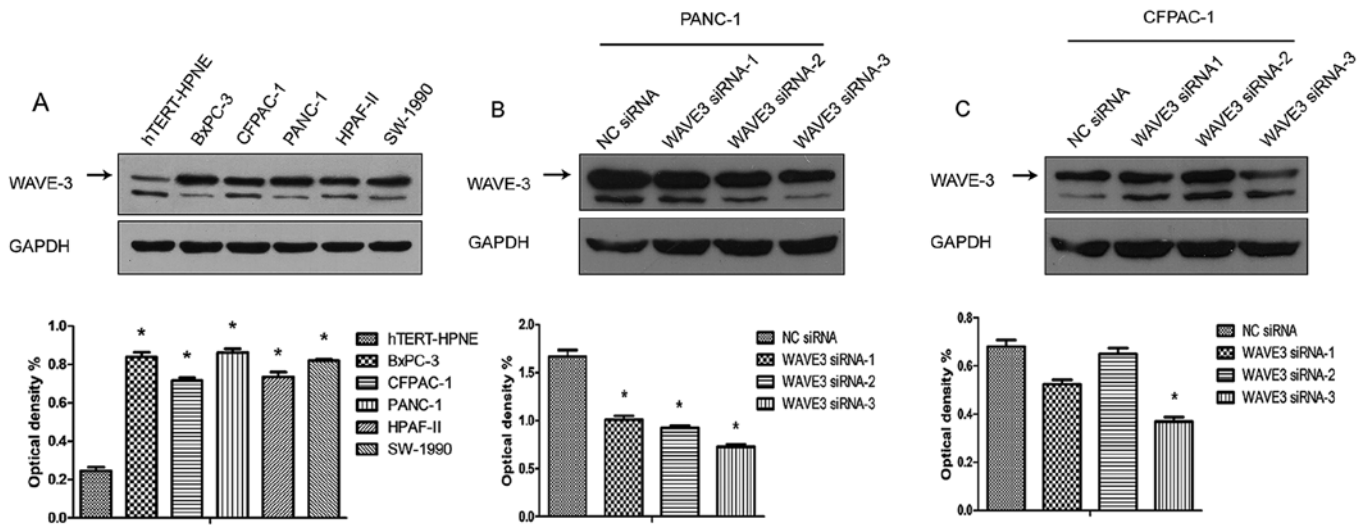 A
hTERT-HPNE
BxPC-3
CFPAC-1
PANC-1
HPAF-II
SW-1990
WAVE-3
GAPDH
Optical density %
1.0
0.8
0.6
0.4
0.2
0.0
*
*
*
*
*
hTERT-HPNE
BxPC-3
CFPAC-1
PANC-1
HPAF-II
SW-1990
PANC-1
B
NC siRNA
WAVE3 siRNA-1
WAVE3 siRNA-2
WAVE3 siRNA-3
WAVE-3
GAPDH
Optical density %
2.0
1.5
1.0
0.5
0.0
*
*
*
NC siRNA
WAVE3 siRNA-1
WAVE3 siRNA-2
WAVE3 siRNA-3
CFPAC-1
C
NC siRNA
WAVE3 siRNA1
WAVE3 siRNA-2
WAVE3 siRNA-3
WAVE-3
GAPDH
Optical density %
0.8
0.6
0.4
0.2
0.0
*
NC siRNA
WAVE3 siRNA-1
WAVE3 siRNA-2
WAVE3 siRNA-3